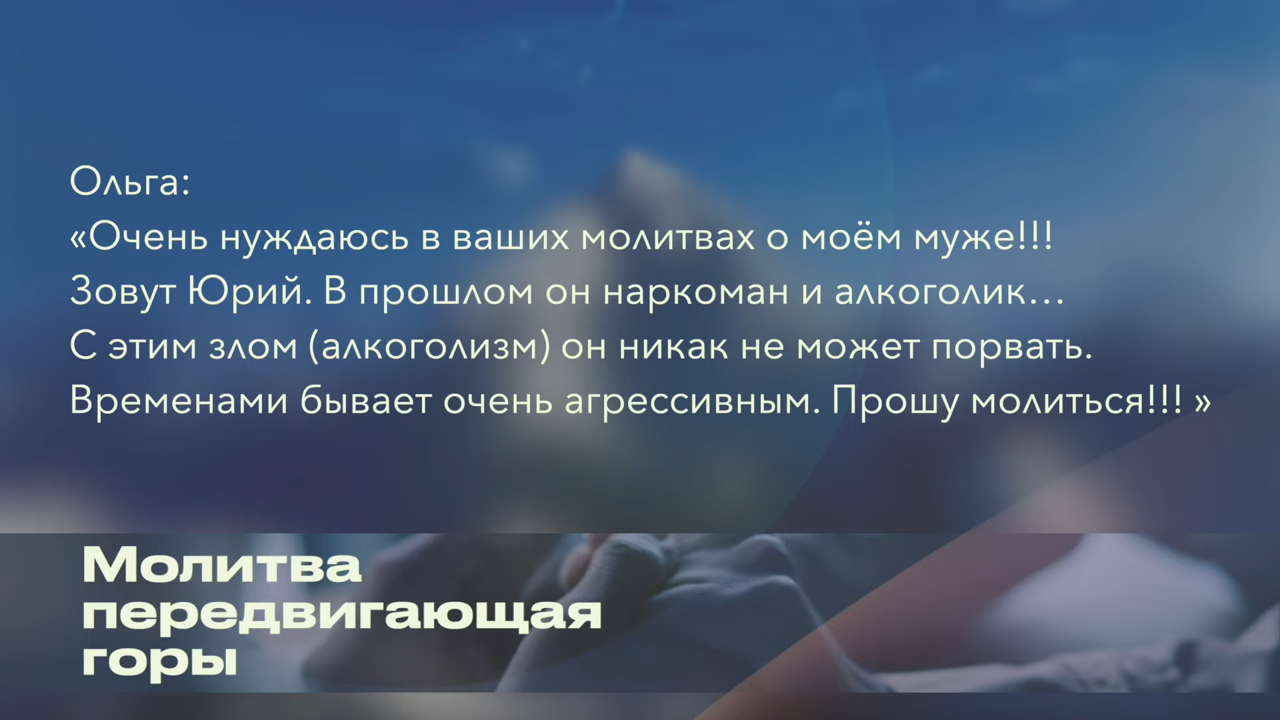 Ольга:
«Очень нуждаюсь в ваших молитвах о моём муже!!!
Зовут Юрий. В прошлом он наркоман и алкоголик...
С этим злом (алкоголизм) он никак не может порвать.
Временами бывает очень агрессивным. Прошу молиться!!! »
Молитва
передвигающая
горы